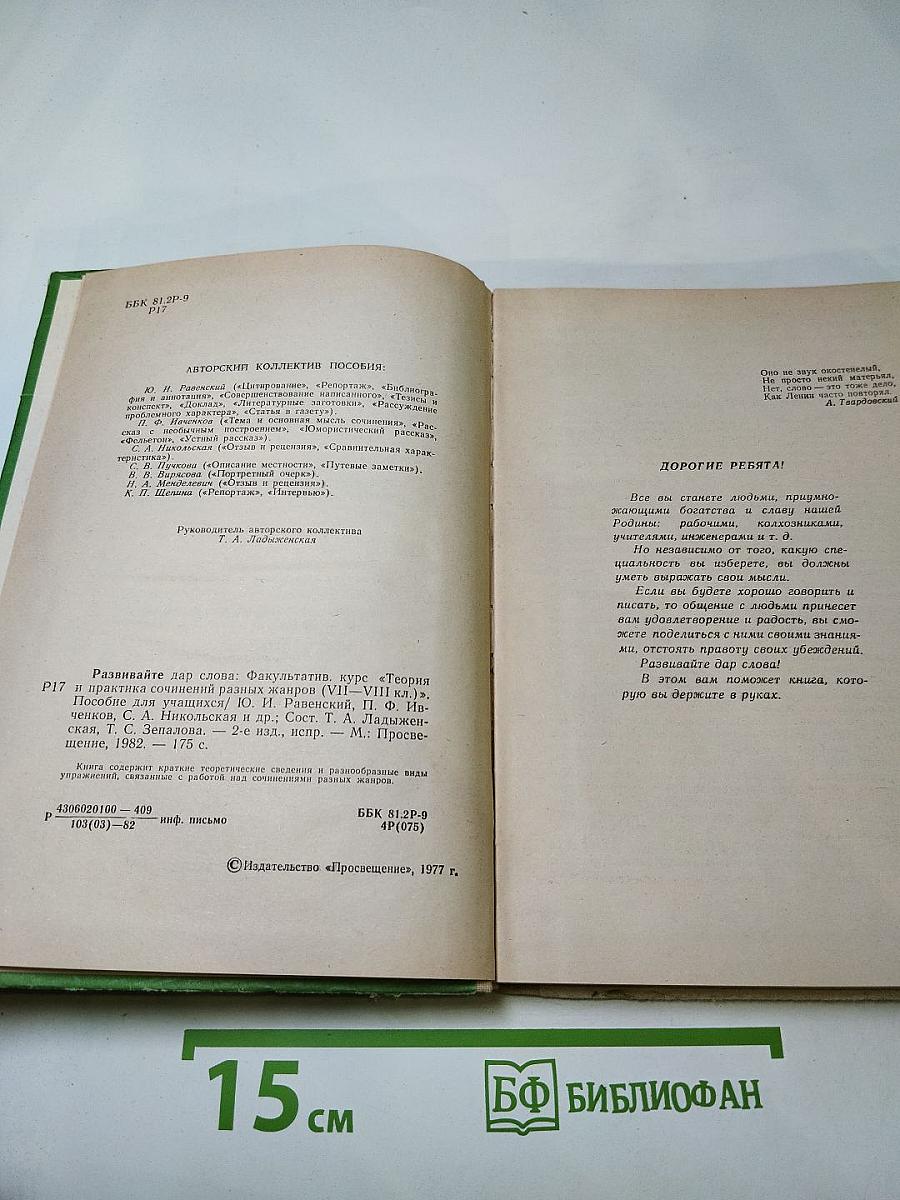 ББК 81.2Р-9
Р17
АВТОРСКИЙ КОЛЛЕКТИВ ПОСОБИЯ:
Ю. И. Равенский («Цитирование», «Репортаж», «Библиогра-
фия и аннотация», «Совершенствование написанного», «Тезисы и
конспект», «Доклад», «Литературные заготовки», «Рассуждение
проблемного характера», «Статья в газету»).
П. Ф. Ивченков («Тема и основная мысль сочинения», «Рас-
сказ с необычным построением», «Юмористический рассказ»,
«Фельетон», «Устный рассказ»).
С. А. Никольская («Отзыв и рецензия», «Сравнительная харак-
теристика»).
С. В. Пучкова («Описание местности», «Путевые заметки»).
В. В. Вирясова («Портретный очерк»).
Н. А. Менделевич («Отзыв и рецензия»).
К. П. Щепина («Репортаж», «Интервью»).
Руководитель авторского коллектива
Т. А. Ладыженская
Развивайте дар слова: Факультатив. курс «Теория
Р17 и практика сочинений разных жанров (VII—VIII кл.)».
Пособие для учащихся/ Ю. И. Равенский, П. Ф. Ив-
ченков, С. А. Никольская и др.; Сост. Т. А. Ладыжен-
ская, Т. С. Зепалова. — 2-е изд., испр. — М.: Просве-
щение, 1982. — 175 с.
Книга содержит краткие теоретические сведения и разнообразные виды
упражнений, связанные с работой над сочинениями разных жанров.
Р 4306020100—409 инф. письмо
103(03)—82
ББК 81.2Р-9
4Р(075)
© Издательство «Просвещение», 1977 г.
Оно не звук окостенелый,
Не просто некий матерьял,
Нет, слово — это тоже дело,
Как Ленин часто повторял.
А. Твардовский
ДОРОГИЕ РЕБЯТА!
Все вы станете людьми, приумно-
жающими богатства и славу нашей
Родины: рабочими, колхозниками,
учителями, инженерами и т. д.
Но независимо от того, какую спе-
циальность вы изберете, вы должны
уметь выражать свои мысли.
Если вы будете хорошо говорить и
писать, то общение с людьми принесет
вам удовлетворение и радость, вы смо-
жете поделиться с ними своими знания-
ми, отстоять правоту своих убеждений.
Развивайте дар слова!
В этом вам поможет книга, кото-
рую вы держите в руках.
15 см
БФ БИБЛИОФАН